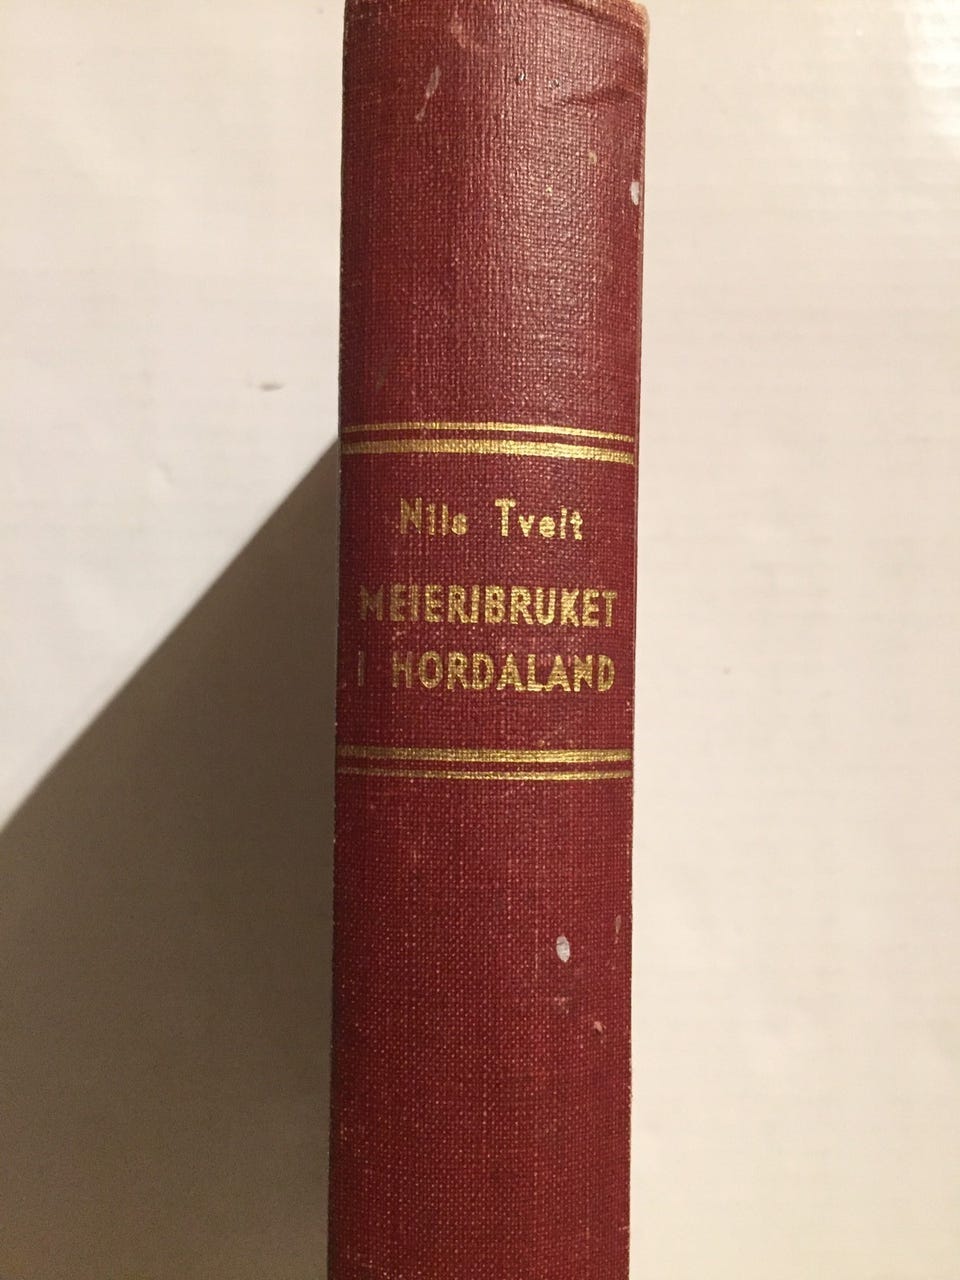 Nils Tveit
MEIERIBRUKET
I HORDALAND